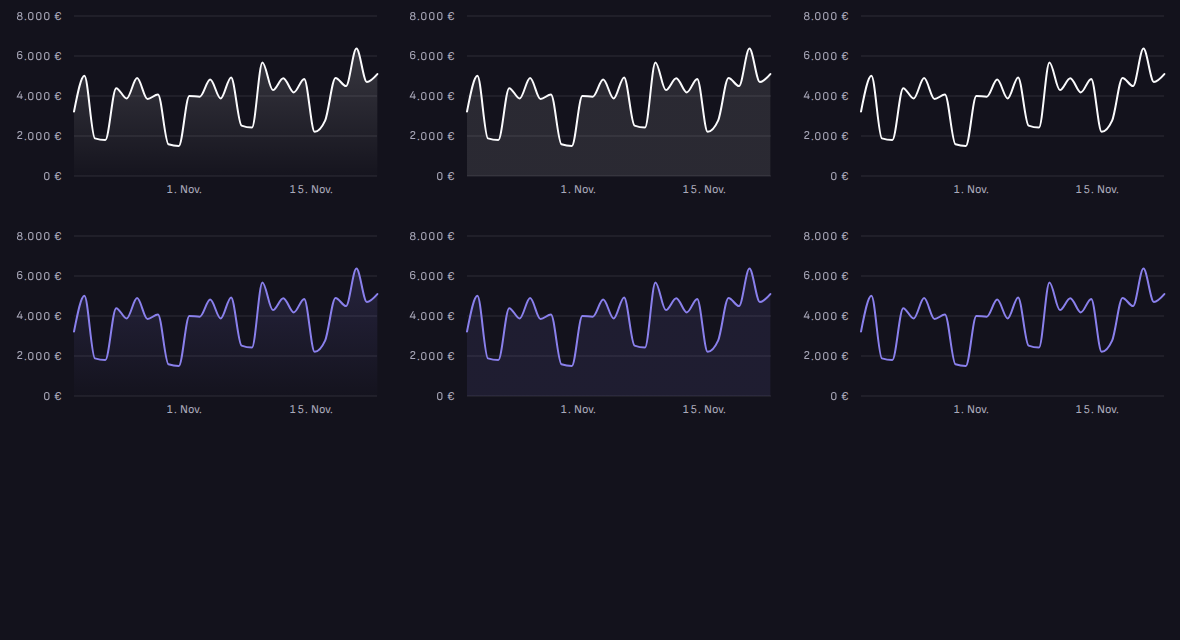 8.000 € 8.000 € 8.000 €
6.000 € 6.000 € 6.000 €
4.000 € 4.000 € 4.000 €
2.000 € 2.000 € 2.000 €
0 € 0 € 0 €
1. Nov. 15. Nov. 1. Nov. 15. Nov. 1. Nov. 15. Nov.
8.000 € 8.000 € 8.000 €
6.000 € 6.000 € 6.000 €
4.000 € 4.000 € 4.000 €
2.000 € 2.000 € 2.000 €
0 € 0 € 0 €
1. Nov. 15. Nov. 1. Nov. 15. Nov. 1. Nov. 15. Nov.